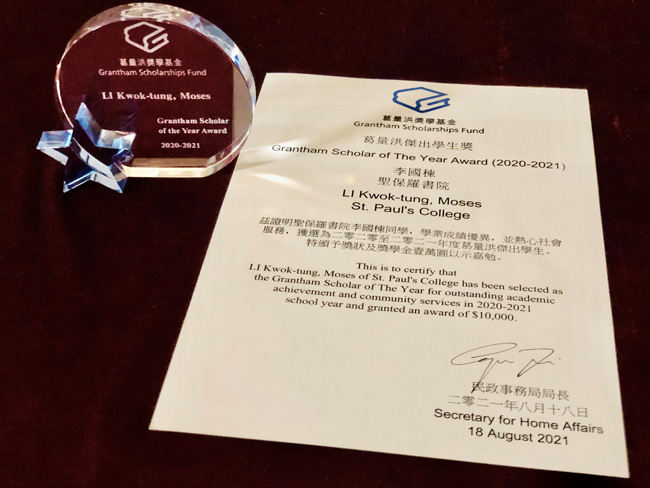 葛量洪獎學基金
Grantham Scholarships Fund
LI Kwok-tung, Moses
Grantham Scholar
of the Year Award
2020-2021
葛量洪獎學基金
Grantham Scholarships Fund
葛量洪傑出學生獎
Grantham Scholar of The Year Award (2020-2021)
李國棟
聖保羅書院
LI Kwok-tung, Moses
St. Paul's College
茲證明聖保羅書院李國棟同學，學業成績優異，並熱心社會
服務，獲選為二零二零至二零二一年度葛量洪傑出學生。
特頒予獎狀及獎學金壹萬圓以示嘉勉。
This is to certify that
LI Kwok-tung, Moses of St. Paul's College has been selected as
the Grantham Scholar of The Year for outstanding academic
achievement and community services in 2020-2021
school year and granted an award of $10,000.
民政事務局局長
二零二一年八月十八日
Secretary for Home Affairs
18 August 2021